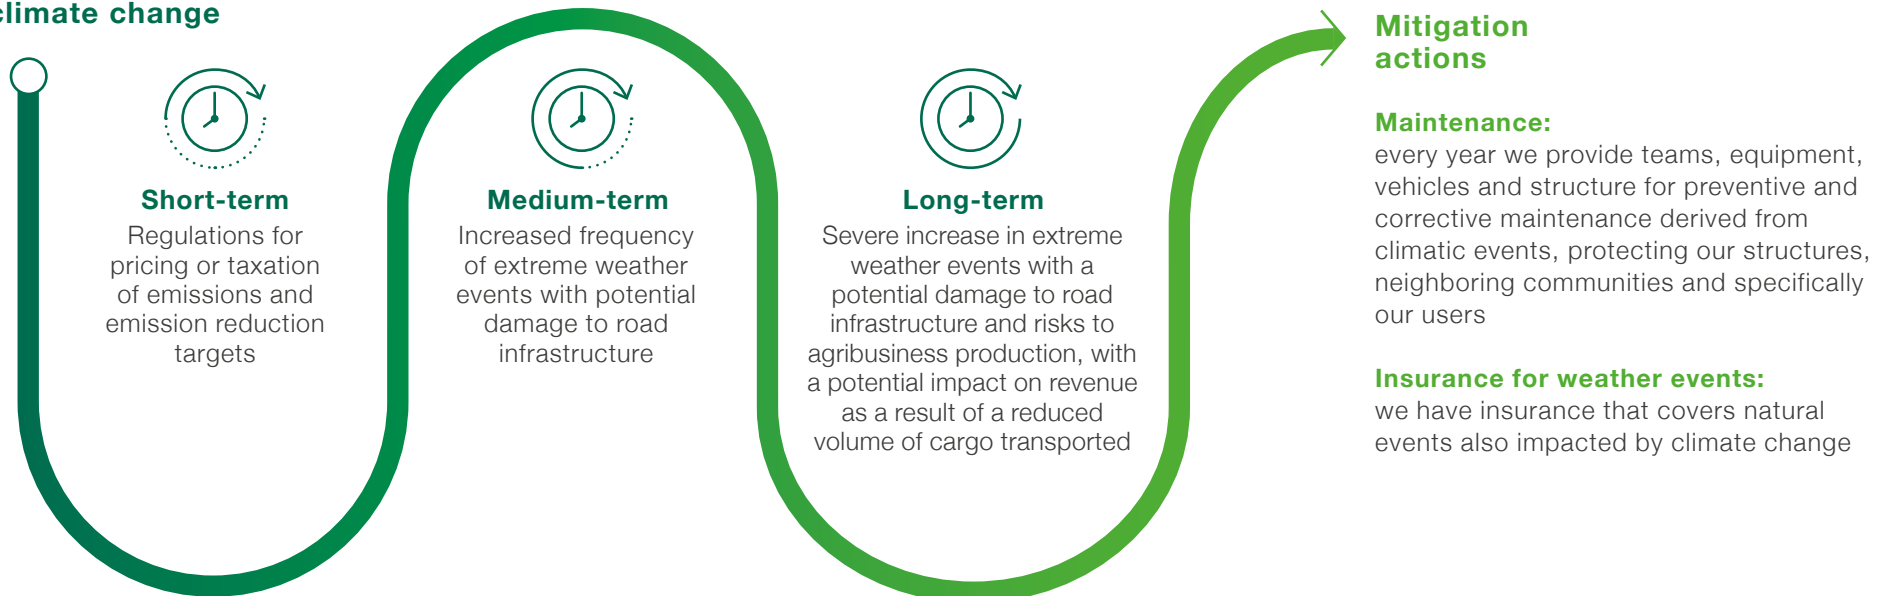 climate change
Short-term
Regulations for
pricing or taxation
of emissions and
emission reduction
targets
Medium-term
Increased frequency
of extreme weather
events with potential
damage to road
infrastructure
Long-term
Severe increase in extreme
weather events with a
potential damage to road
infrastructure and risks to
agribusiness production, with
a potential impact on revenue
as a result of a reduced
volume of cargo transported
Mitigation
actions
Maintenance:
every year we provide teams, equipment,
vehicles and structure for preventive and
corrective maintenance derived from
climatic events, protecting our structures,
neighboring communities and specifically
our users
Insurance for weather events:
we have insurance that covers natural
events also impacted by climate change